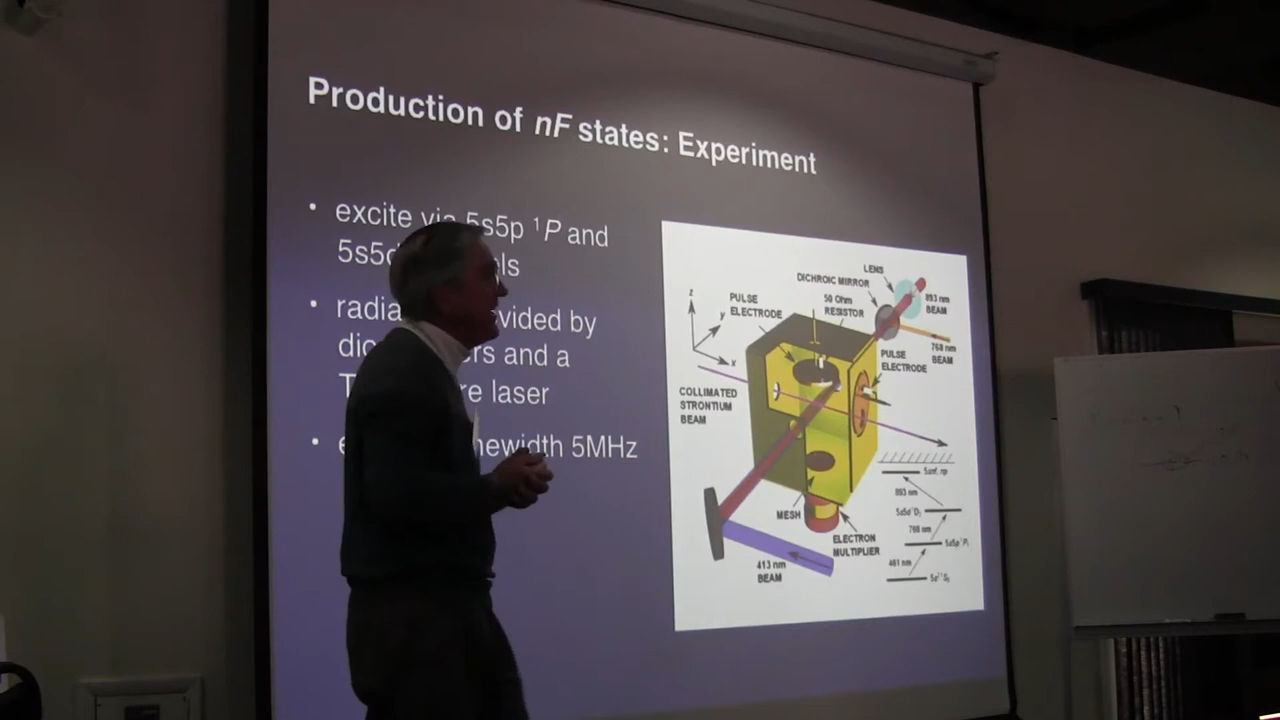 Production of nF states: Experiment
• excite via 5s5p ¹P and
5s5d
• radia vided by
rs and a
re laser
• newidth 5MHz
LENS
DICHROIC MIRROR
893 nm
BEAM
PULSE
ELECTRODE
50 Ohm
RESISTOR
z
y
x
768 nm
BEAM
PULSE
ELECTRODE
COLLIMATED
STRONTIUM
BEAM
5snf, np
893 nm
5s5d ¹D₂
MESH
768 nm
ELECTRON
MULTIPLIER
5s5p ¹P₁
413 nm
BEAM
461 nm
5s² ¹S₀